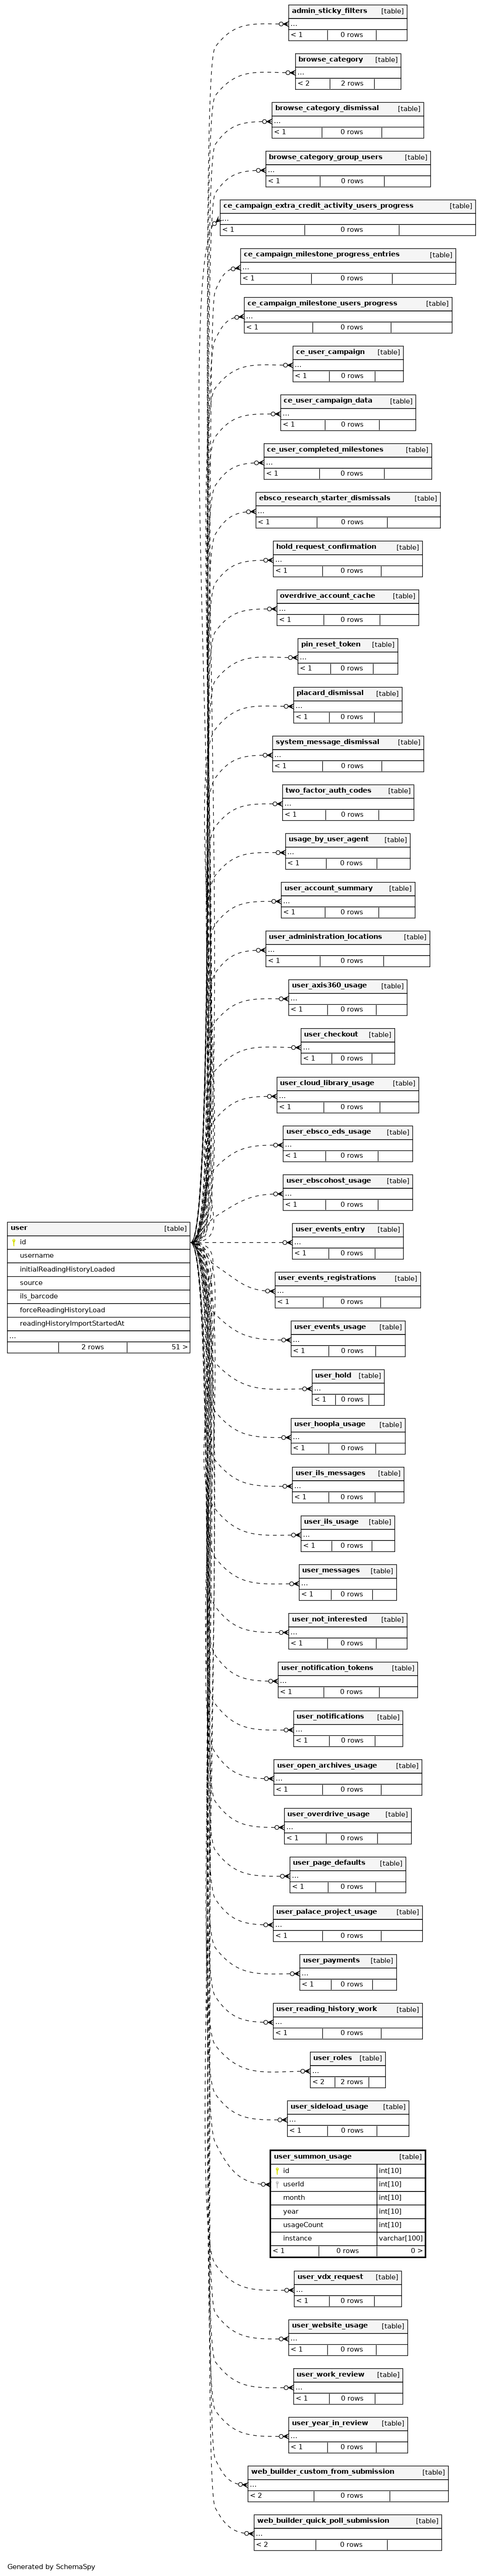 admin_sticky_filters [table]
...
< 1 0 rows
browse_category [table]
...
< 2 2 rows
browse_category_dismissal [table]
...
< 1 0 rows
browse_category_group_users [table]
...
< 1 0 rows
ce_campaign_extra_credit_activity_users_progress [table]
...
< 1 0 rows
ce_campaign_milestone_progress_entries [table]
...
< 1 0 rows
ce_campaign_milestone_users_progress [table]
...
< 1 0 rows
ce_user_campaign [table]
...
< 1 0 rows
ce_user_campaign_data [table]
...
< 1 0 rows
ce_user_completed_milestones [table]
...
< 1 0 rows
ebsco_research_starter_dismissals [table]
...
< 1 0 rows
hold_request_confirmation [table]
...
< 1 0 rows
overdrive_account_cache [table]
...
< 1 0 rows
pin_reset_token [table]
...
< 1 0 rows
placard_dismissal [table]
...
< 1 0 rows
system_message_dismissal [table]
...
< 1 0 rows
two_factor_auth_codes [table]
...
< 1 0 rows
usage_by_user_agent [table]
...
< 1 0 rows
user_account_summary [table]
...
< 1 0 rows
user_administration_locations [table]
...
< 1 0 rows
user_axis360_usage [table]
...
< 1 0 rows
user_checkout [table]
...
< 1 0 rows
user_cloud_library_usage [table]
...
< 1 0 rows
user_ebsco_eds_usage [table]
...
< 1 0 rows
user_ebscohost_usage [table]
...
< 1 0 rows
user [table]
id
username
initialReadingHistoryLoaded
source
ils_barcode
forceReadingHistoryLoad
readingHistoryImportStartedAt
...
2 rows 51 >
user_events_entry [table]
...
< 1 0 rows
user_events_registrations [table]
...
< 1 0 rows
user_events_usage [table]
...
< 1 0 rows
user_hold [table]
...
< 1 0 rows
user_hoopla_usage [table]
...
< 1 0 rows
user_ils_messages [table]
...
< 1 0 rows
user_ils_usage [table]
...
< 1 0 rows
user_messages [table]
...
< 1 0 rows
user_not_interested [table]
...
< 1 0 rows
user_notification_tokens [table]
...
< 1 0 rows
user_notifications [table]
...
< 1 0 rows
user_open_archives_usage [table]
...
< 1 0 rows
user_overdrive_usage [table]
...
< 1 0 rows
user_page_defaults [table]
...
< 1 0 rows
user_palace_project_usage [table]
...
< 1 0 rows
user_payments [table]
...
< 1 0 rows
user_reading_history_work [table]
...
< 1 0 rows
user_roles [table]
...
< 2 2 rows
user_sideload_usage [table]
...
< 1 0 rows
user_summon_usage [table]
id int[10]
userId int[10]
month int[10]
year int[10]
usageCount int[10]
instance varchar[100]
< 1 0 rows 0 >
user_vdx_request [table]
...
< 1 0 rows
user_website_usage [table]
...
< 1 0 rows
user_work_review [table]
...
< 1 0 rows
user_year_in_review [table]
...
< 1 0 rows
web_builder_custom_from_submission [table]
...
< 2 0 rows
web_builder_quick_poll_submission [table]
...
< 2 0 rows
Generated by SchemaSpy